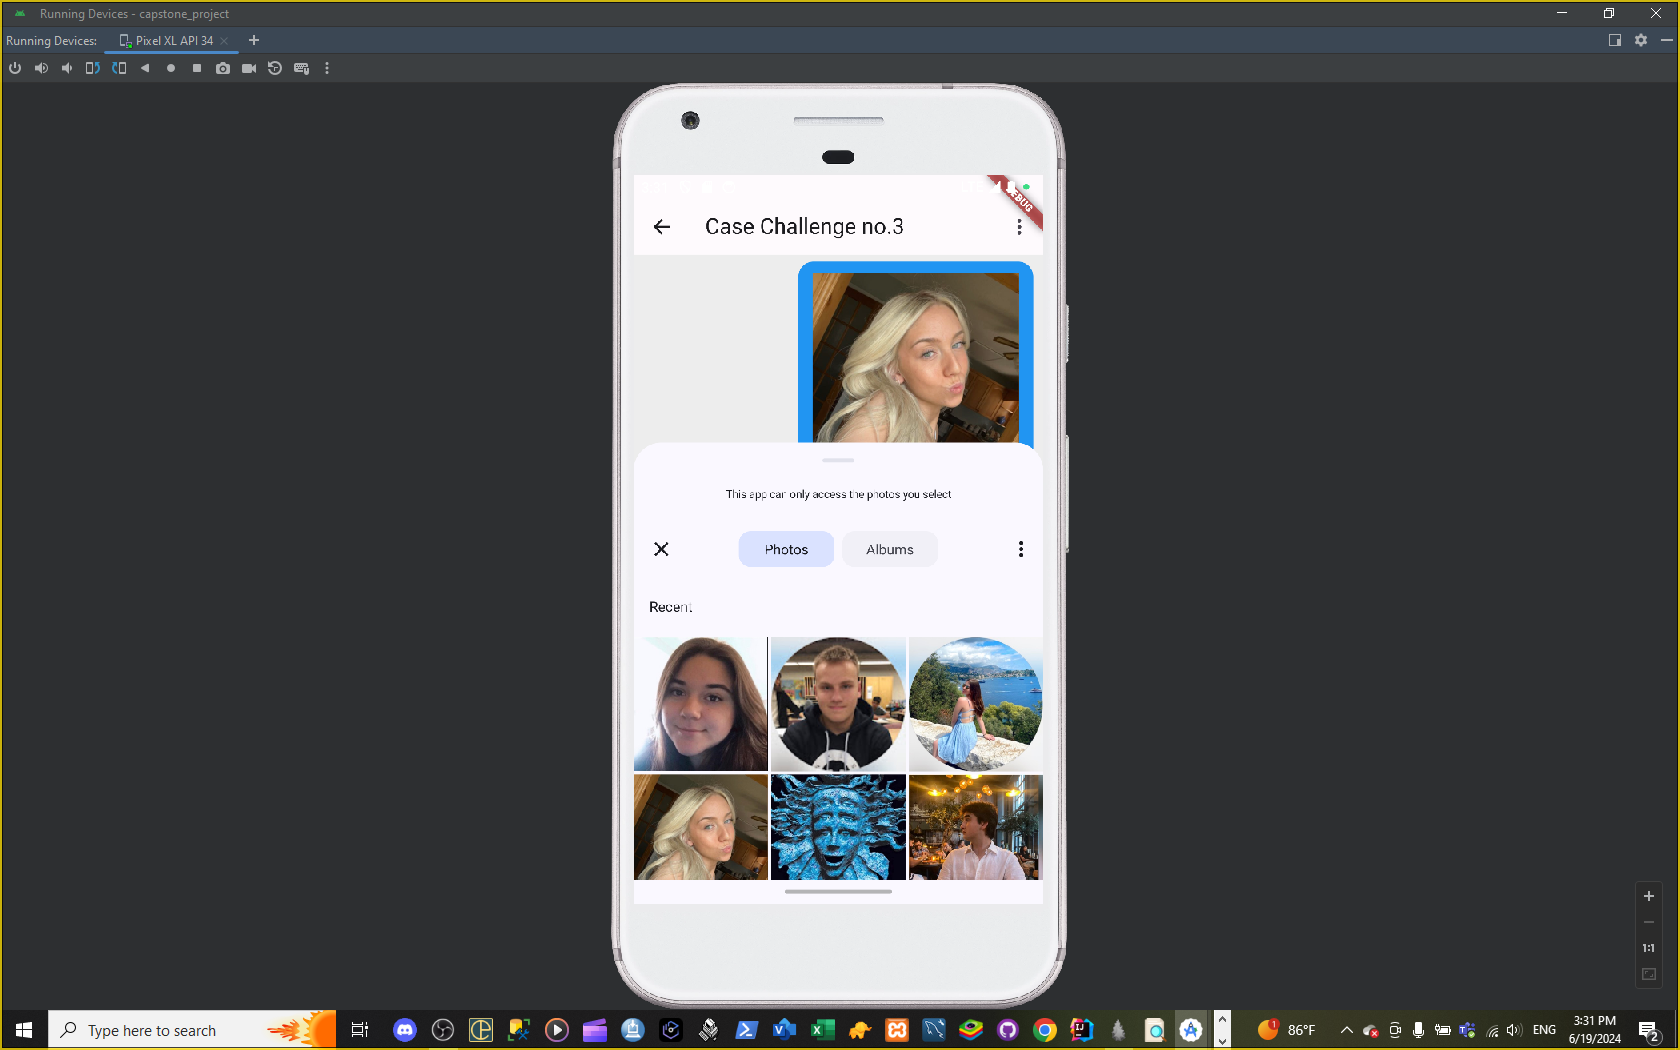 Running Devices - capstone_project
Running Devices:
Pixel XL API 34
DEBUG
Case Challenge no.3
This app can only access the photos you select
Photos
Albums
Recent
1:1
Type here to search
86°F
ENG
3:31 PM
6/19/2024
2